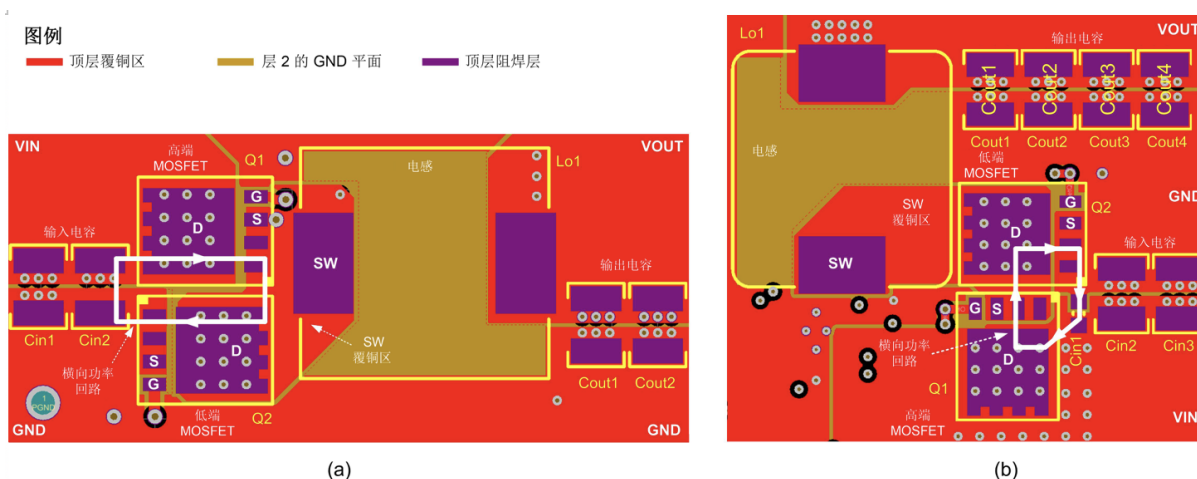 图例
顶层覆铜区
层 2 的 GND 平面
顶层阻焊层
VIN
高端
MOSFET
Q1
电感
Lo1
VOUT
G
S
D
输入电容
SW
输出电容
Cin1
Cin2
D
S
G
SW
覆铜区
横向功率
回路
Cout1
Cout2
1
PGND
GND
低端
MOSFET
Q2
GND
(a)
Lo1
输出电容
VOUT
Cout1
Cout2
Cout3
Cout4
Cout1
Cout2
Cout3
Cout4
电感
低端
MOSFET
G
Q2
GND
S
SW
覆铜区
D
输入电容
SW
G
S
Cin1
Cin2
Cin3
横向功率
回路
D
Q1
高端
MOSFET
VIN
(b)